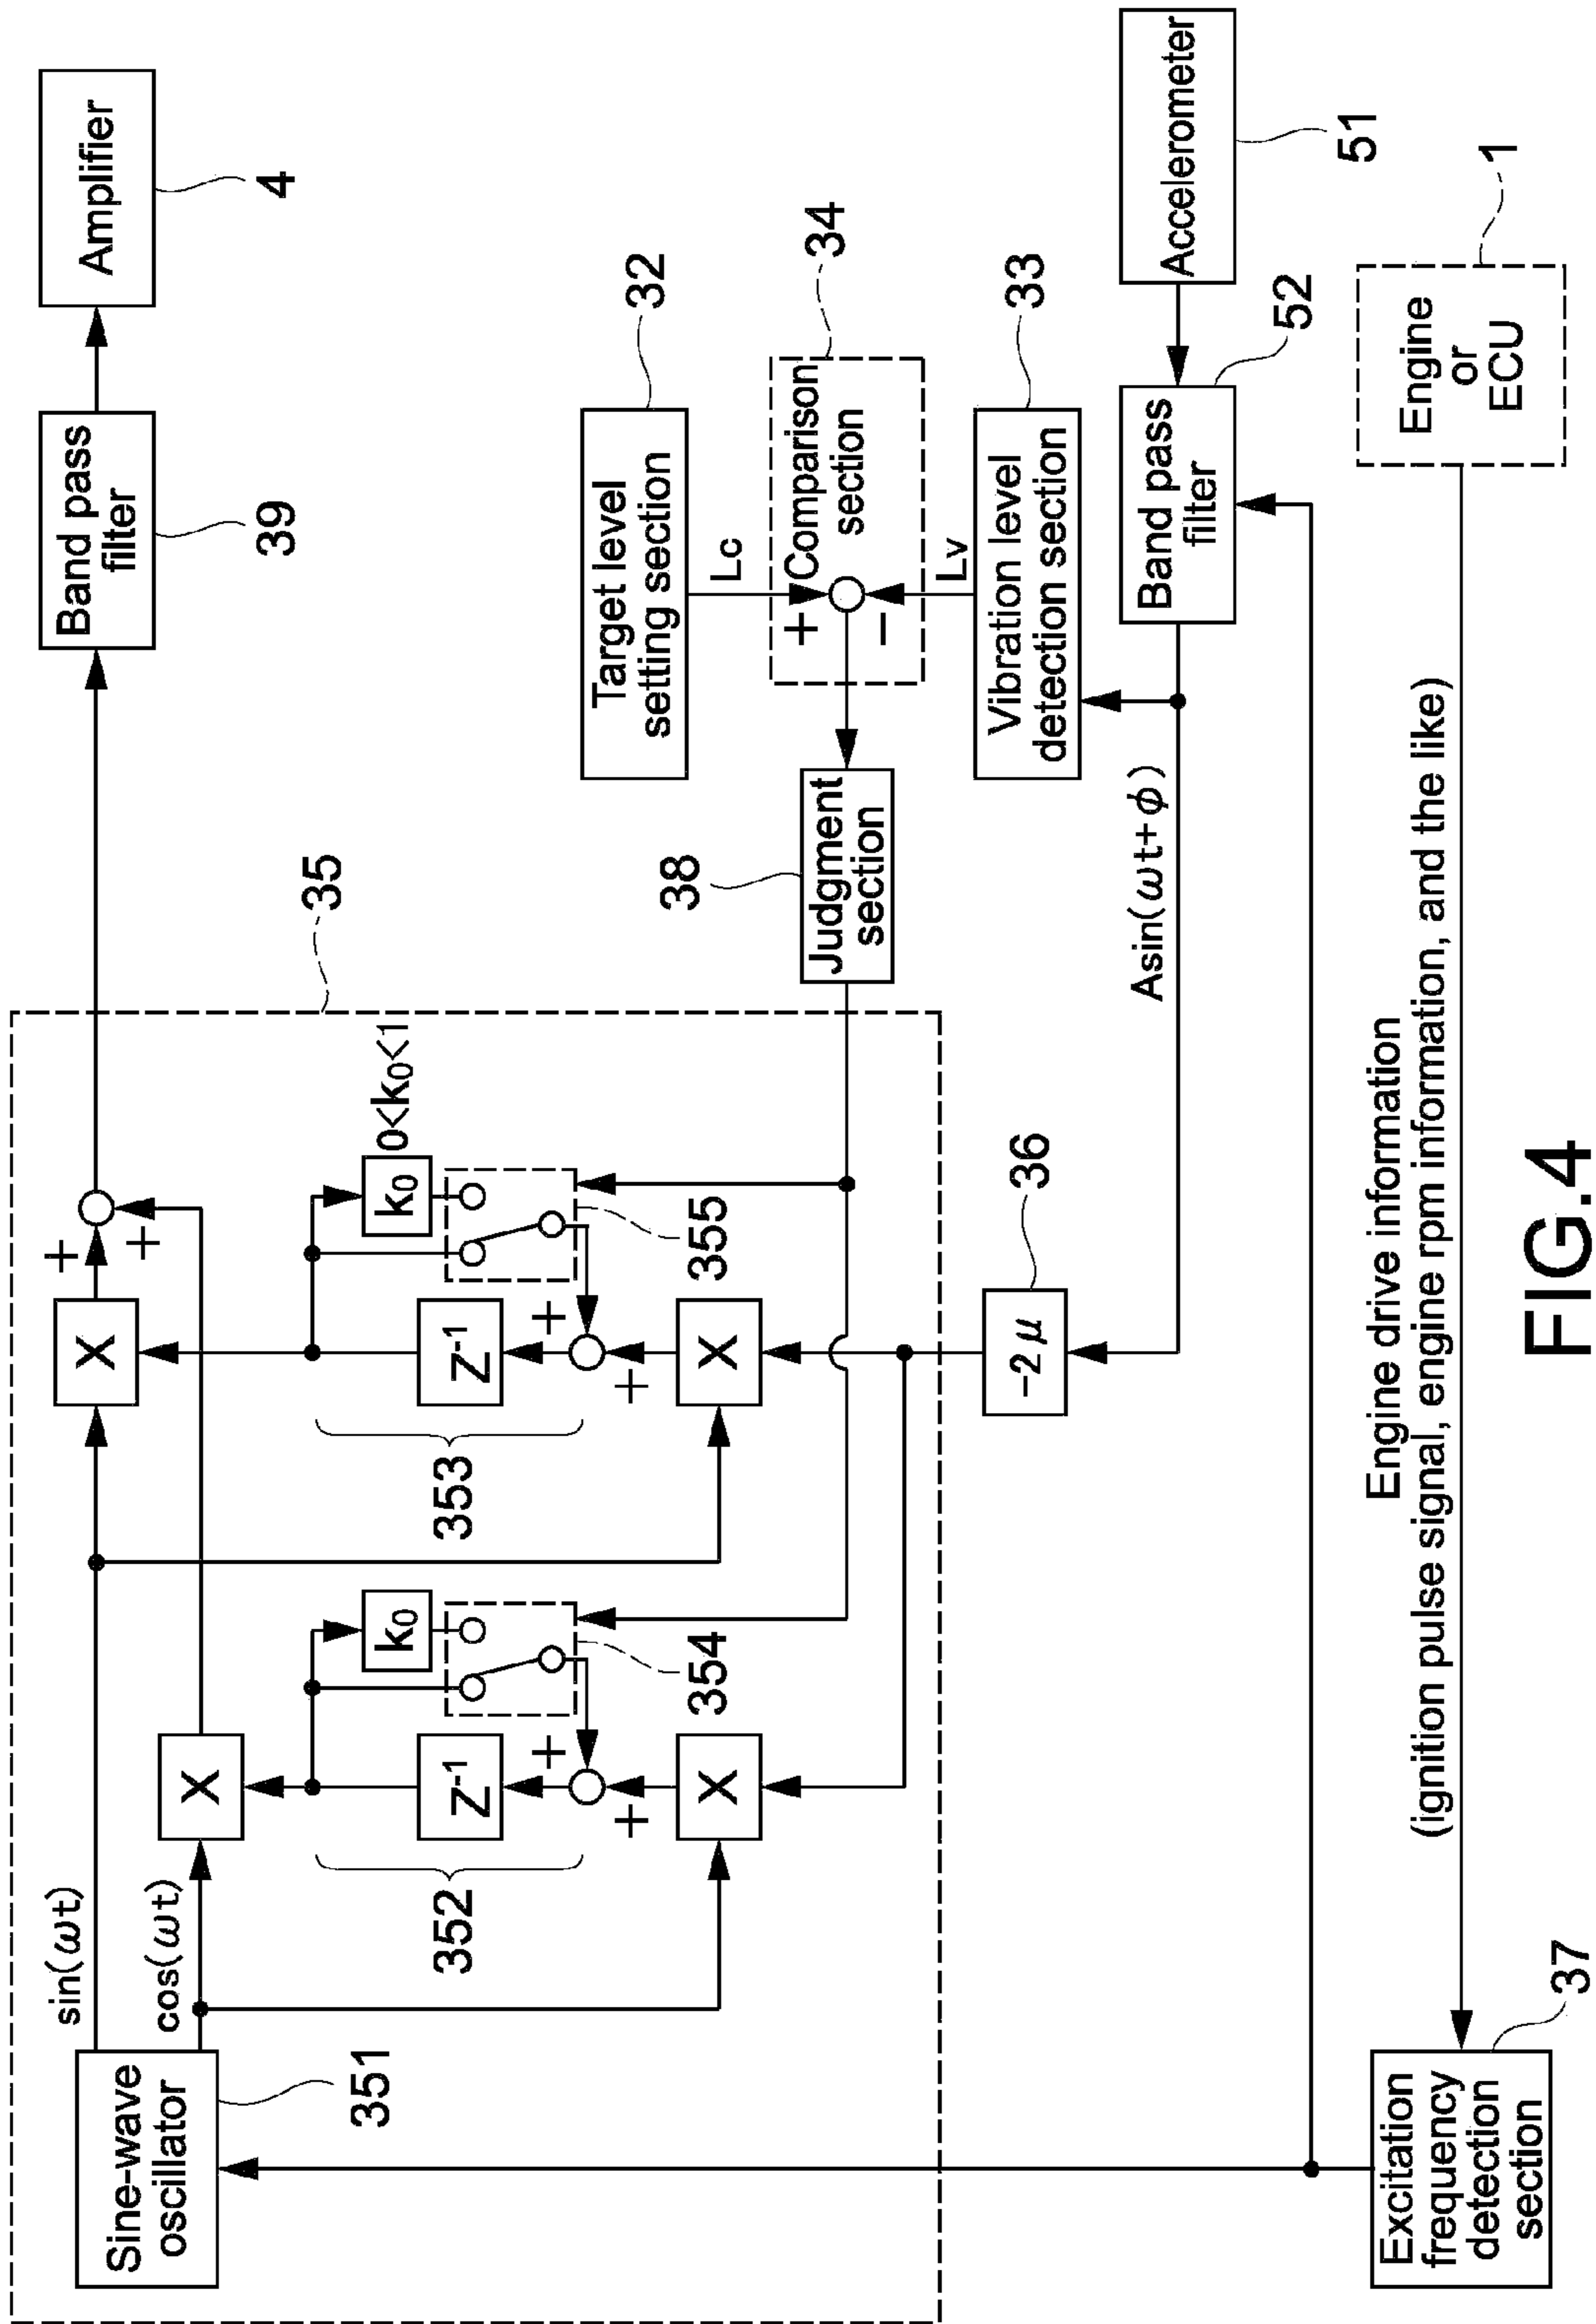 Sine-wave
oscillator
351
sin(ωt)
cos(ωt)
X
X
+
+
35
Band pass
filter
39
Amplifier
4
352
Z-1
+
+
X
k0
354
353
Z-1
+
+
X
k0
0<k0<1
355
Target level
setting section
32
Lc
Comparison
section
34
+
−
Lv
Judgment
section
38
Vibration level
detection section
33
-2μ
36
Asin(ωt+ϕ)
Band pass
filter
52
Accelerometer
51
Excitation
frequency
detection
section
37
Engine drive information
(ignition pulse signal, engine rpm information, and the like)
Engine
or
ECU
1
FIG.4